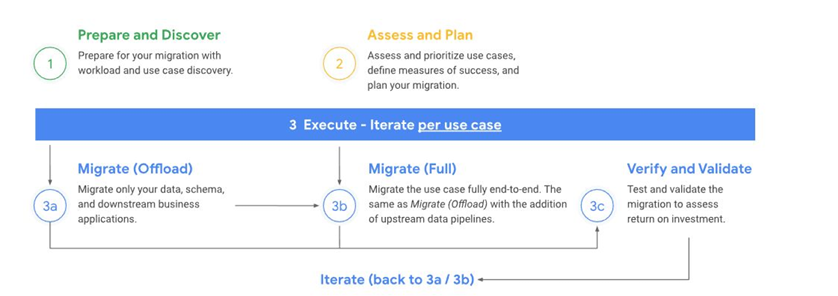 Prepare and Discover
1
Prepare for your migration with
workload and use case discovery.
Assess and Plan
2
Assess and prioritize use cases,
define measures of success, and
plan your migration.
3 Execute - Iterate per use case
Migrate (Offload)
3a
Migrate only your data, schema,
and downstream business
applications.
Migrate (Full)
3b
Migrate the use case fully end-to-end. The
same as Migrate (Offload) with the addition
of upstream data pipelines.
Verify and Validate
3c
Test and validate the
migration to assess
return on investment.
Iterate (back to 3a / 3b)